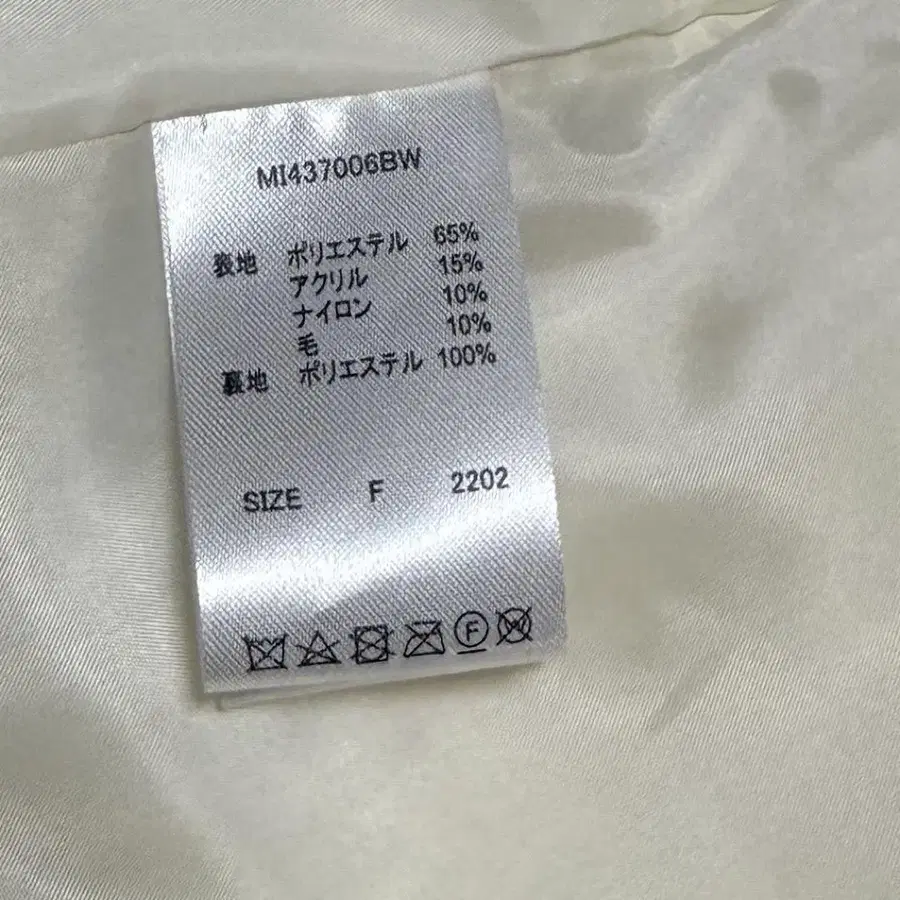 MI437006BW
表地 ポリエステル 65%
アクリル 15%
ナイロン 10%
毛 10%
裏地 ポリエステル 100%
SIZE F 2202
F W